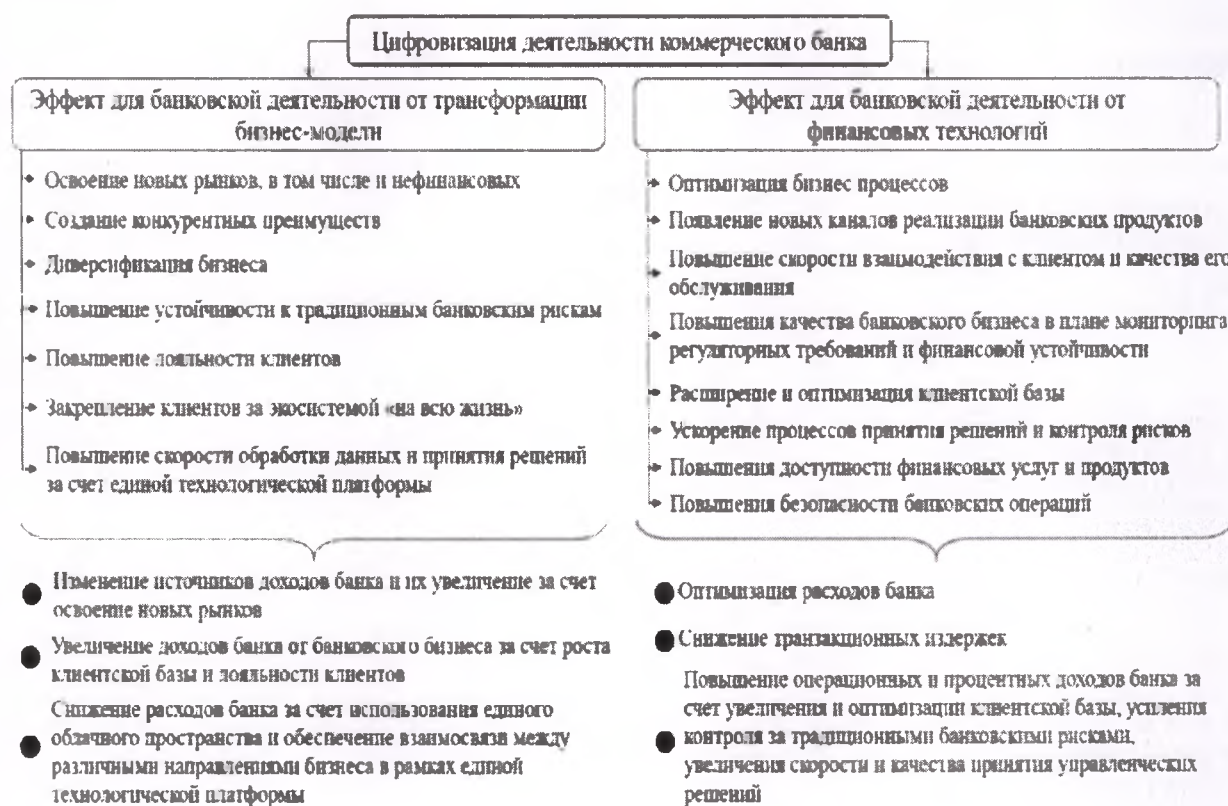 Цифровизация деятельности коммерческого банка
Эффект для банковской деятельности от трансформации
бизнес-модели
Освоение новых рынков, в том числе и нефинансовых
Создание конкурентных преимуществ
Диверсификация бизнеса
Повышение устойчивости к традиционным банковским рискам
Повышение лояльности клиентов
Закрепление клиентов за экосистемой «на всю жизнь»
Повышение скорости обработки данных и принятия решений
за счет единой технологической платформы
Изменение источников доходов банка и их увеличение за счет
освоение новых рынков
Увеличение доходов банка от банковского бизнеса за счет роста
клиентской базы и лояльности клиентов
Снижение расходов банка за счет использования единого
облачного пространства и обеспечение взаимосвязи между
различными направлениями бизнеса в рамках единой
технологической платформы
Эффект для банковской деятельности от
финансовых технологий
Оптимизация бизнес процессов
Появление новых каналов реализации банковских продуктов
Повышение скорости взаимодействия с клиентом и качества его
обслуживания
Повышения качества банковского бизнеса в плане мониторинга
регуляторных требований и финансовой устойчивости
Расширение и оптимизация клиентской базы
Ускорение процессов принятия решений и контроля рисков
Повышения доступности финансовых услуг и продуктов
Повышения безопасности банковских операций
Оптимизация расходов банка
Снижение транзакционных издержек
Повышение операционных и процентных доходов банка за
счет увеличения и оптимизации клиентской базы, усиления
контроля за традиционными банковскими рисками,
увеличения скорости и качества принятия управленческих
решений